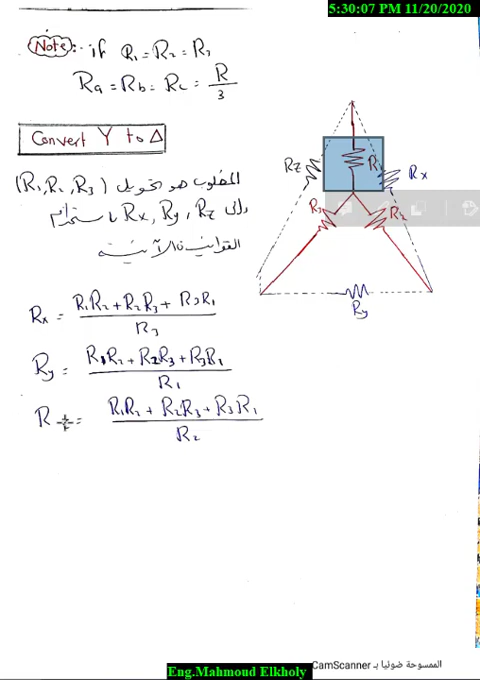 5:30:07 PM 11/20/2020
Note: if R₁ = R₂ = R₃
Ra = Rb = Rc = R/3
Convert Y to Δ
المطلوب هو تحويل (R₁, R₂, R₃)
إلى Rx, Ry, Rz باستخدام
القوانين الآتية
Rx = (R₁R₂ + R₂R₃ + R₃R₁) / R₃
Ry = (R₁R₂ + R₂R₃ + R₃R₁) / R₁
Rz = (R₁R₂ + R₂R₃ + R₃R₁) / R₂
Rz
R
Rx
R₃
R₂
Ry
الممسوحة ضوئيا بـ CamScanner
Eng.Mahmoud Elkholy